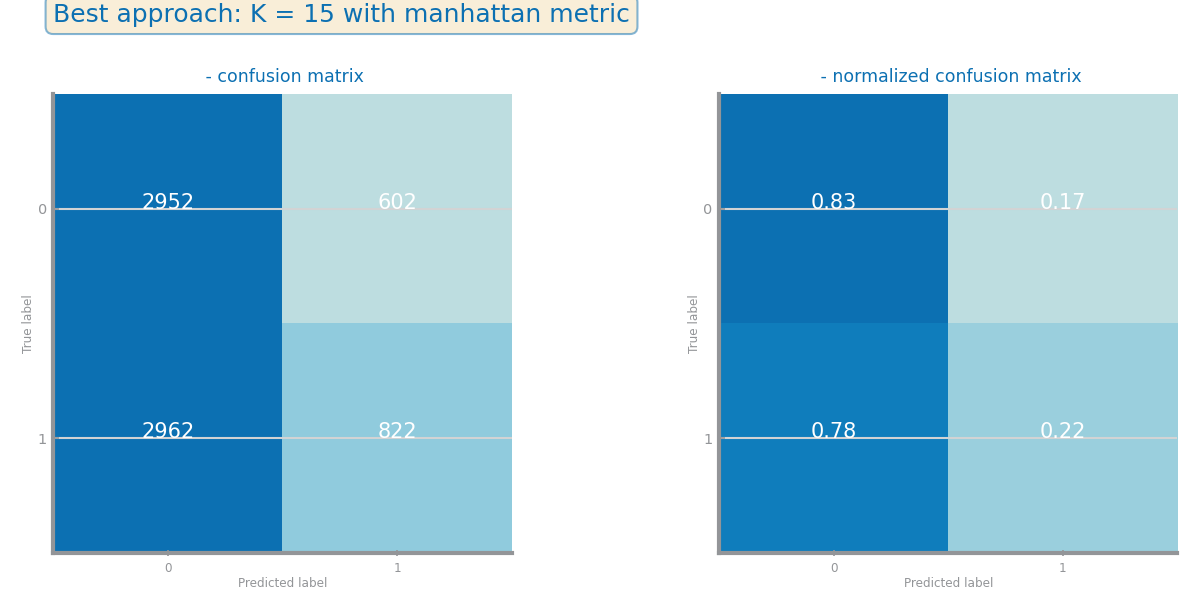 Best approach: K = 15 with manhattan metric
- confusion matrix
- normalized confusion matrix
True label
0
1
2952
602
2962
822
0
1
Predicted label
True label
0
1
0.83
0.17
0.78
0.22
0
1
Predicted label